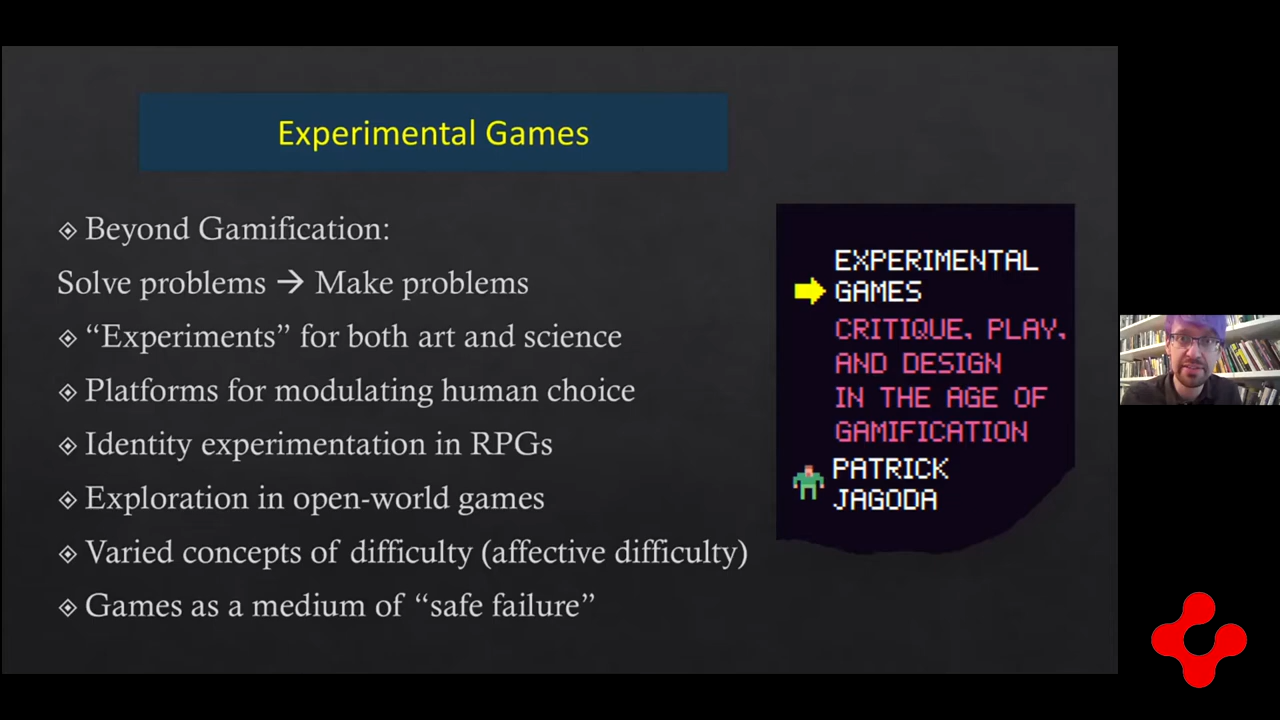 Experimental Games
Beyond Gamification:
Solve problems → Make problems
“Experiments” for both art and science
Platforms for modulating human choice
Identity experimentation in RPGs
Exploration in open-world games
Varied concepts of difficulty (affective difficulty)
Games as a medium of “safe failure”
EXPERIMENTAL
GAMES
CRITIQUE, PLAY,
AND DESIGN
IN THE AGE OF
GAMIFICATION
PATRICK
JAGODA